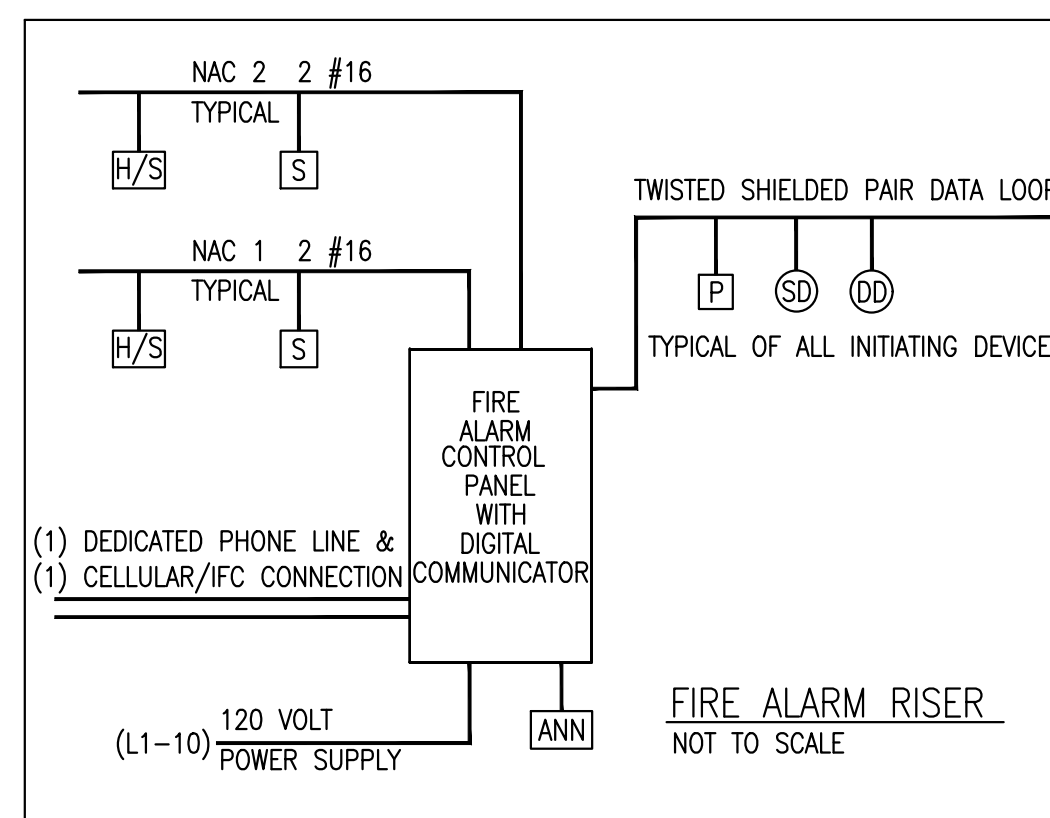 NAC 2 2 #16
TYPICAL
H/S
S
NAC 1 2 #16
TYPICAL
H/S
S
TWISTED SHIELDED PAIR DATA LOOP
P
SD
DD
TYPICAL OF ALL INITIATING DEVICE
FIRE
ALARM
CONTROL
PANEL
WITH
DIGITAL
COMMUNICATOR
(1) DEDICATED PHONE LINE &
(1) CELLULAR/IFC CONNECTION
(L1-10)
120 VOLT
POWER SUPPLY
ANN
FIRE ALARM RISER
NOT TO SCALE